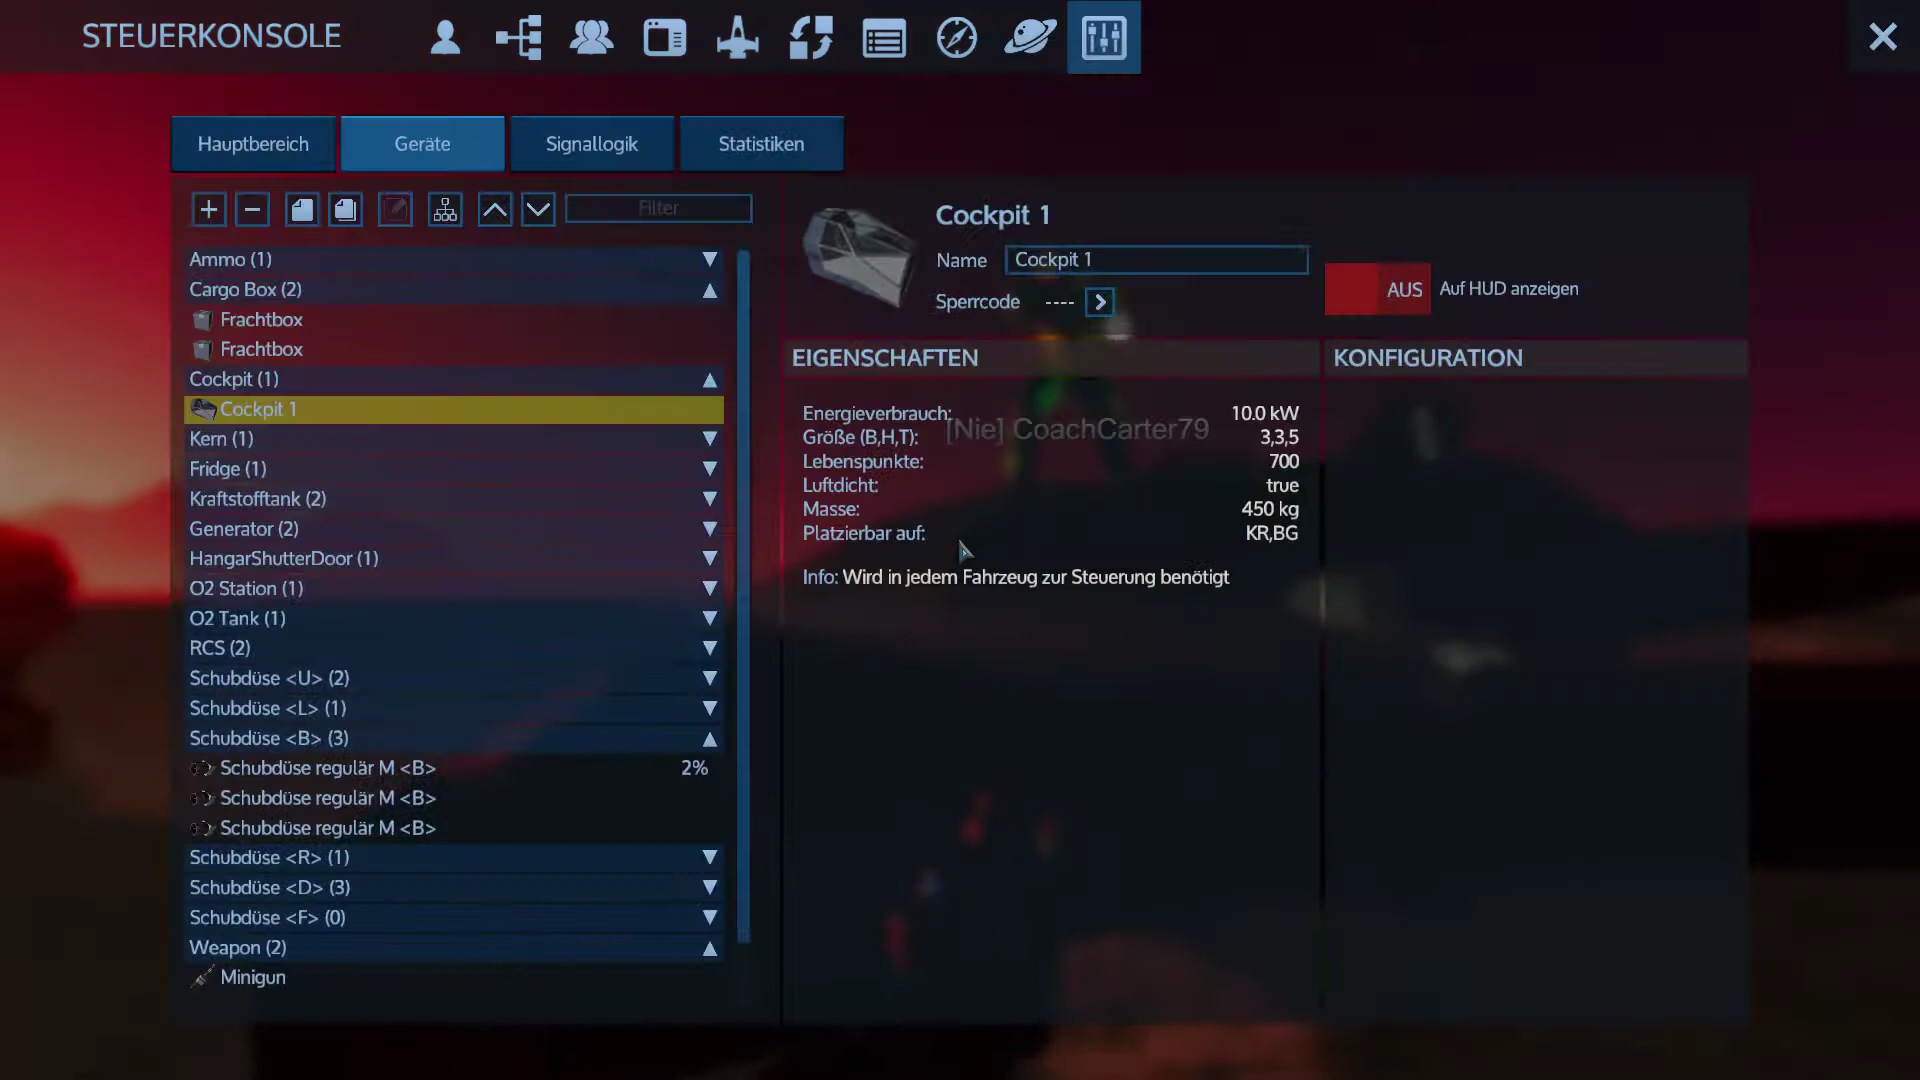 STEUERKONSOLE
Hauptbereich
Geräte
Signallogik
Statistiken
Filter
Ammo (1)
Cargo Box (2)
Frachtbox
Frachtbox
Cockpit (1)
Cockpit 1
Kern (1)
Fridge (1)
Kraftstofftank (2)
Generator (2)
HangarShutterDoor (1)
O2 Station (1)
O2 Tank (1)
RCS (2)
Schubdüse <U> (2)
Schubdüse <L> (1)
Schubdüse <B> (3)
Schubdüse regulär M <B> 2%
Schubdüse regulär M <B>
Schubdüse regulär M <B>
Schubdüse <R> (1)
Schubdüse <D> (3)
Schubdüse <F> (0)
Weapon (2)
Minigun
Cockpit 1
Name Cockpit 1
Sperrcode ----
AUS Auf HUD anzeigen
EIGENSCHAFTEN
Energieverbrauch: 10.0 kW
[Nie] CoachCarter79
Größe (B,H,T): 3,3,5
Lebenspunkte: 700
Luftdicht: true
Masse: 450 kg
Platzierbar auf: KR,BG
Info: Wird in jedem Fahrzeug zur Steuerung benötigt
KONFIGURATION